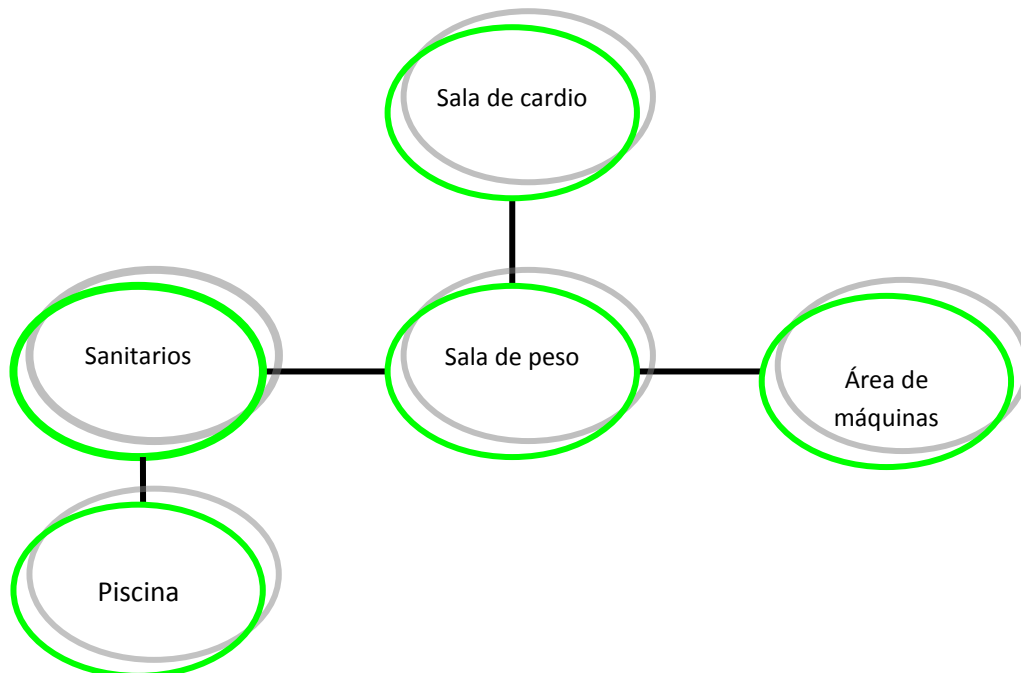 Sala de cardio
Sanitarios
Sala de peso
Área de
máquinas
Piscina